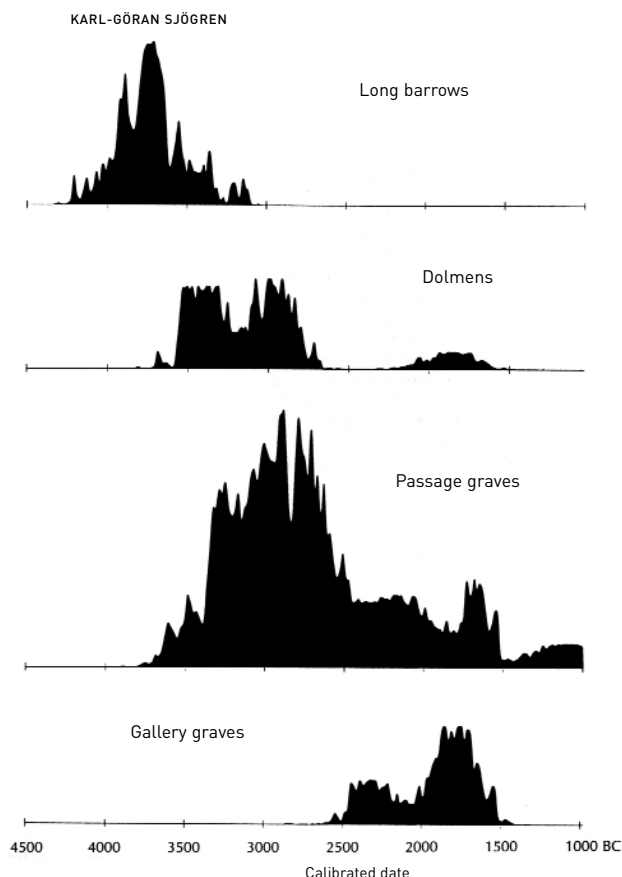 KARL-GÖRAN SJÖGREN
Long barrows
Dolmens
Passage graves
Gallery graves
4500 4000 3500 3000 2500 2000 1500 1000 BC
Calibrated date